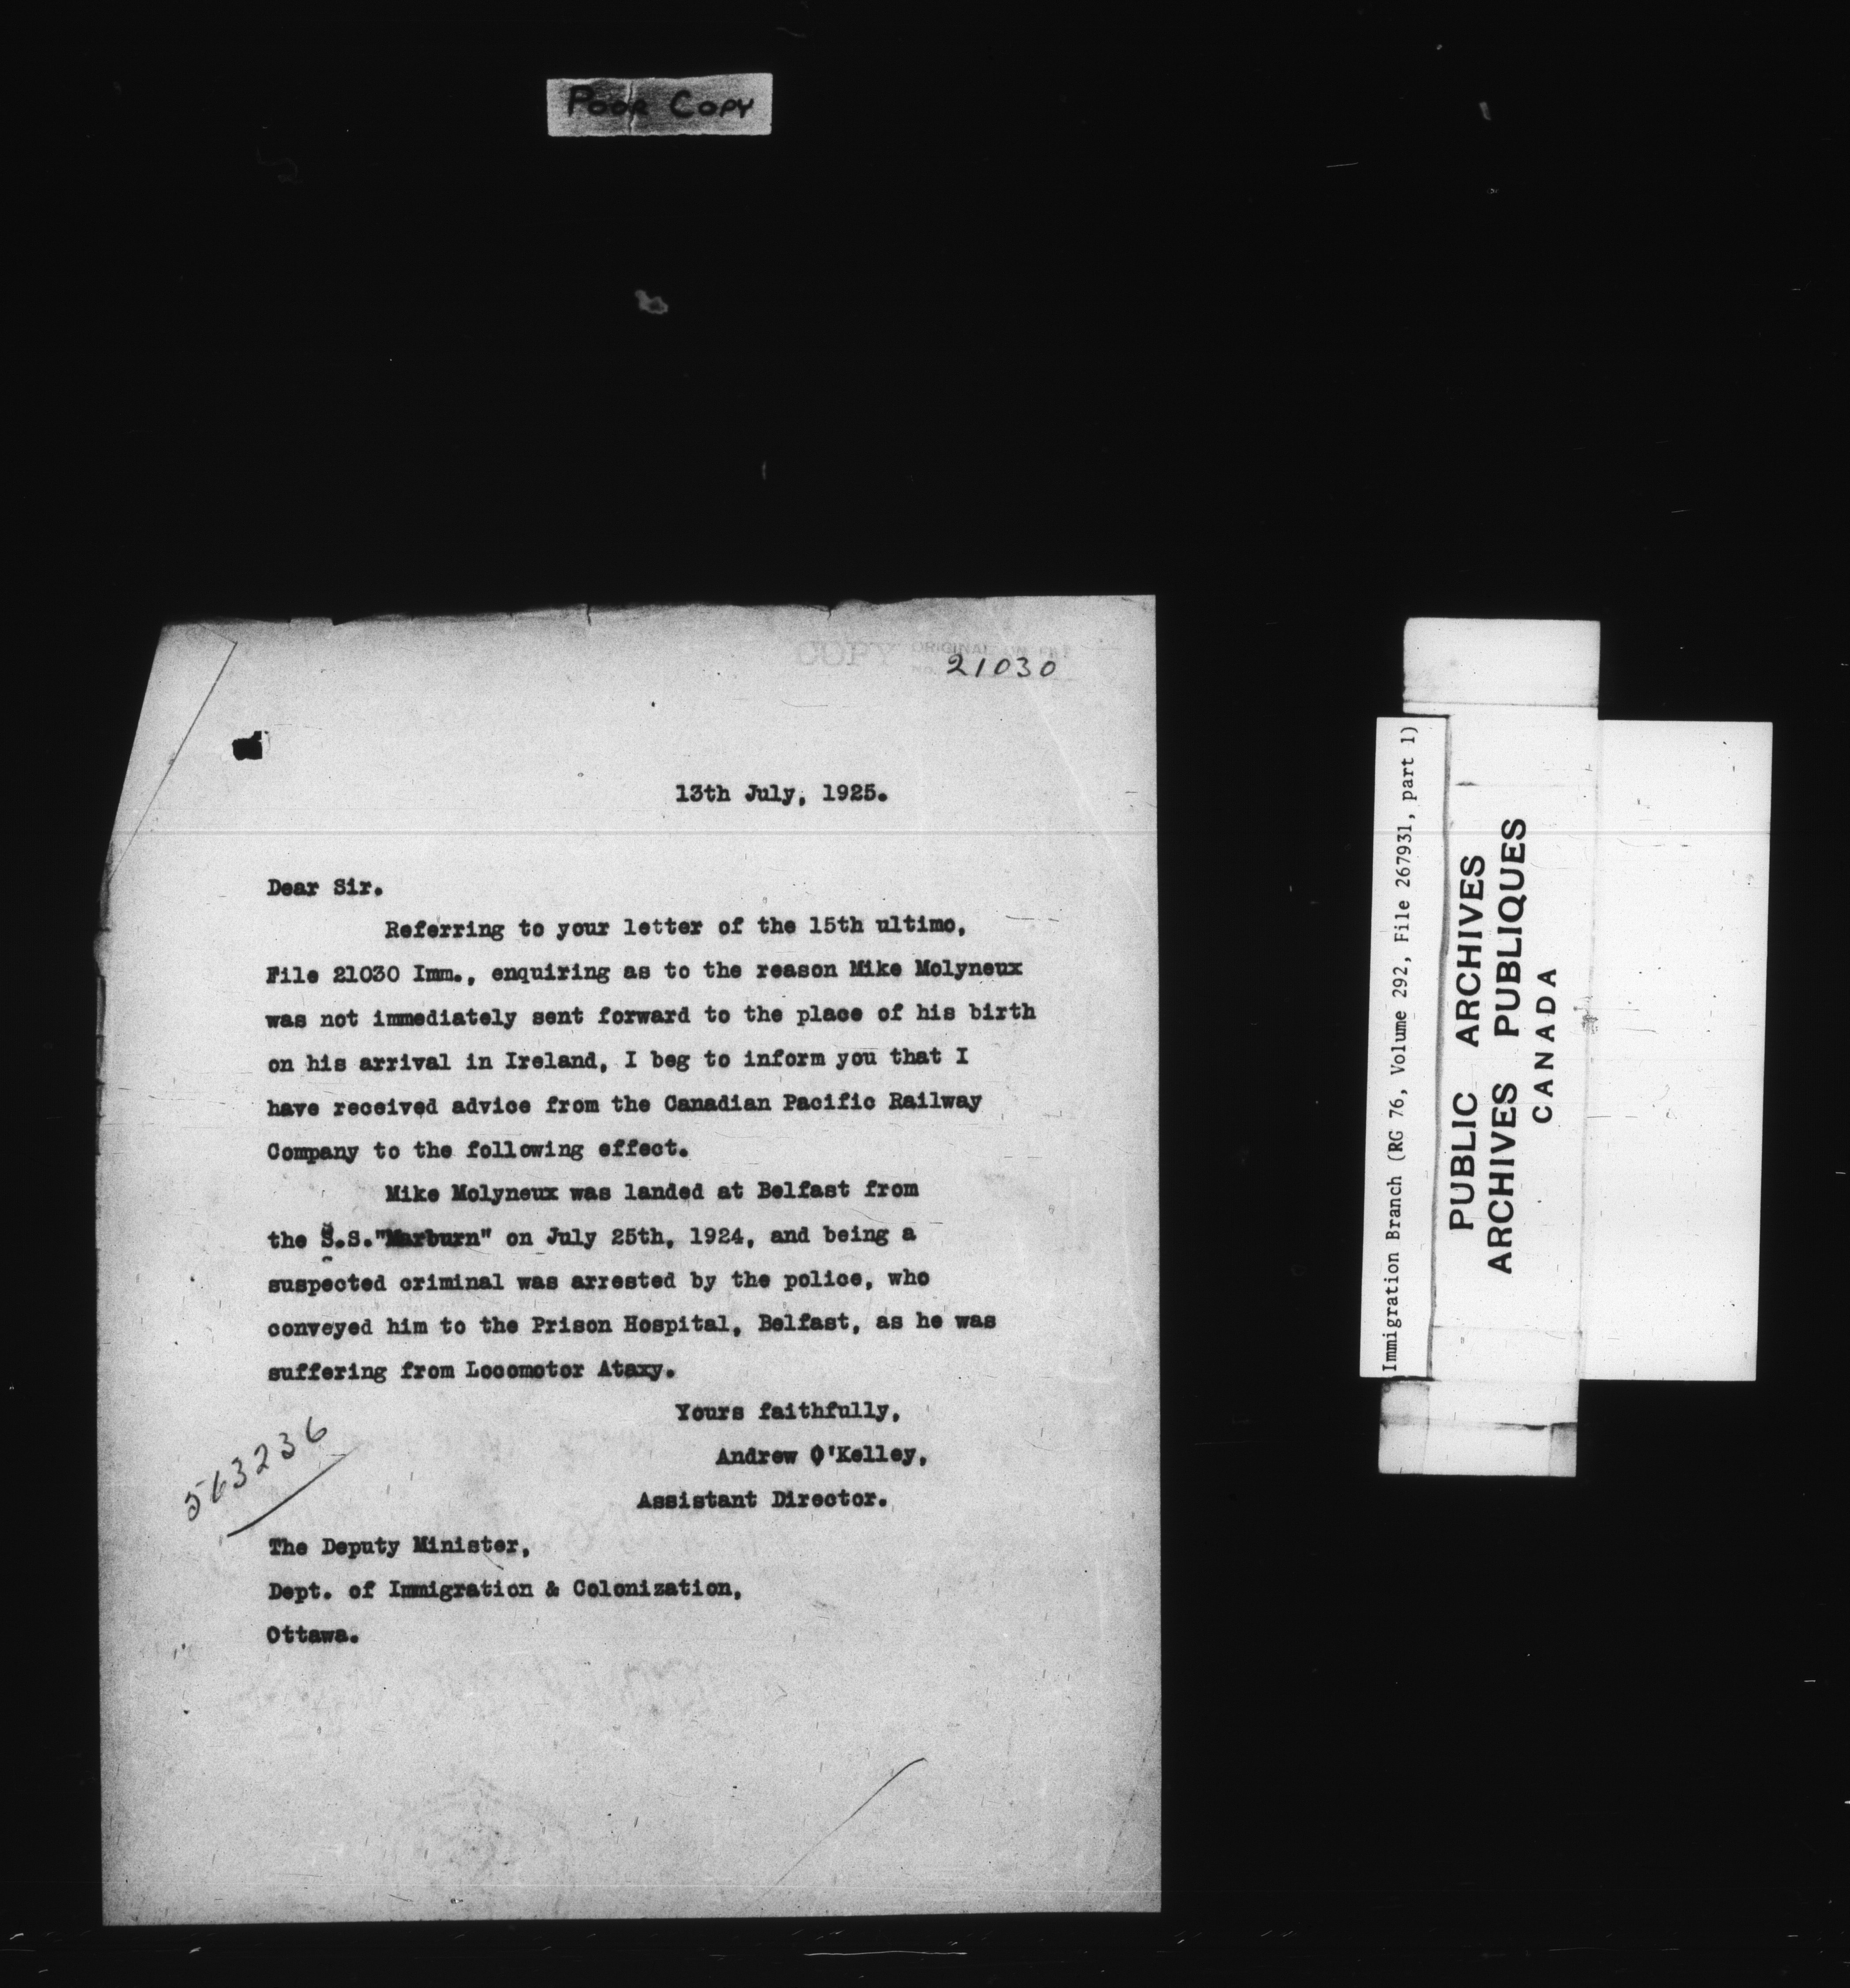 POOR COPY
COPY ORIGINAL ON FILE
NO. 21030
13th July, 1925.
Dear Sir.
Referring to your letter of the 15th ultimo,
File 21030 Imm., enquiring as to the reason Mike Molyneux
was not immediately sent forward to the place of his birth
on his arrival in Ireland, I beg to inform you that I
have received advice from the Canadian Pacific Railway
Company to the following effect.
Mike Molyneux was landed at Belfast from
the S.S."Marburn" on July 25th, 1924, and being a
suspected criminal was arrested by the police, who
conveyed him to the Prison Hospital, Belfast, as he was
suffering from Locomotor Ataxy.
Yours faithfully,
Andrew O'Kelley,
Assistant Director.
563236
The Deputy Minister,
Dept. of Immigration & Colonization,
Ottawa.
Immigration Branch (RG 76, Volume 292, File 267931, part 1)
PUBLIC ARCHIVES
ARCHIVES PUBLIQUES
CANADA